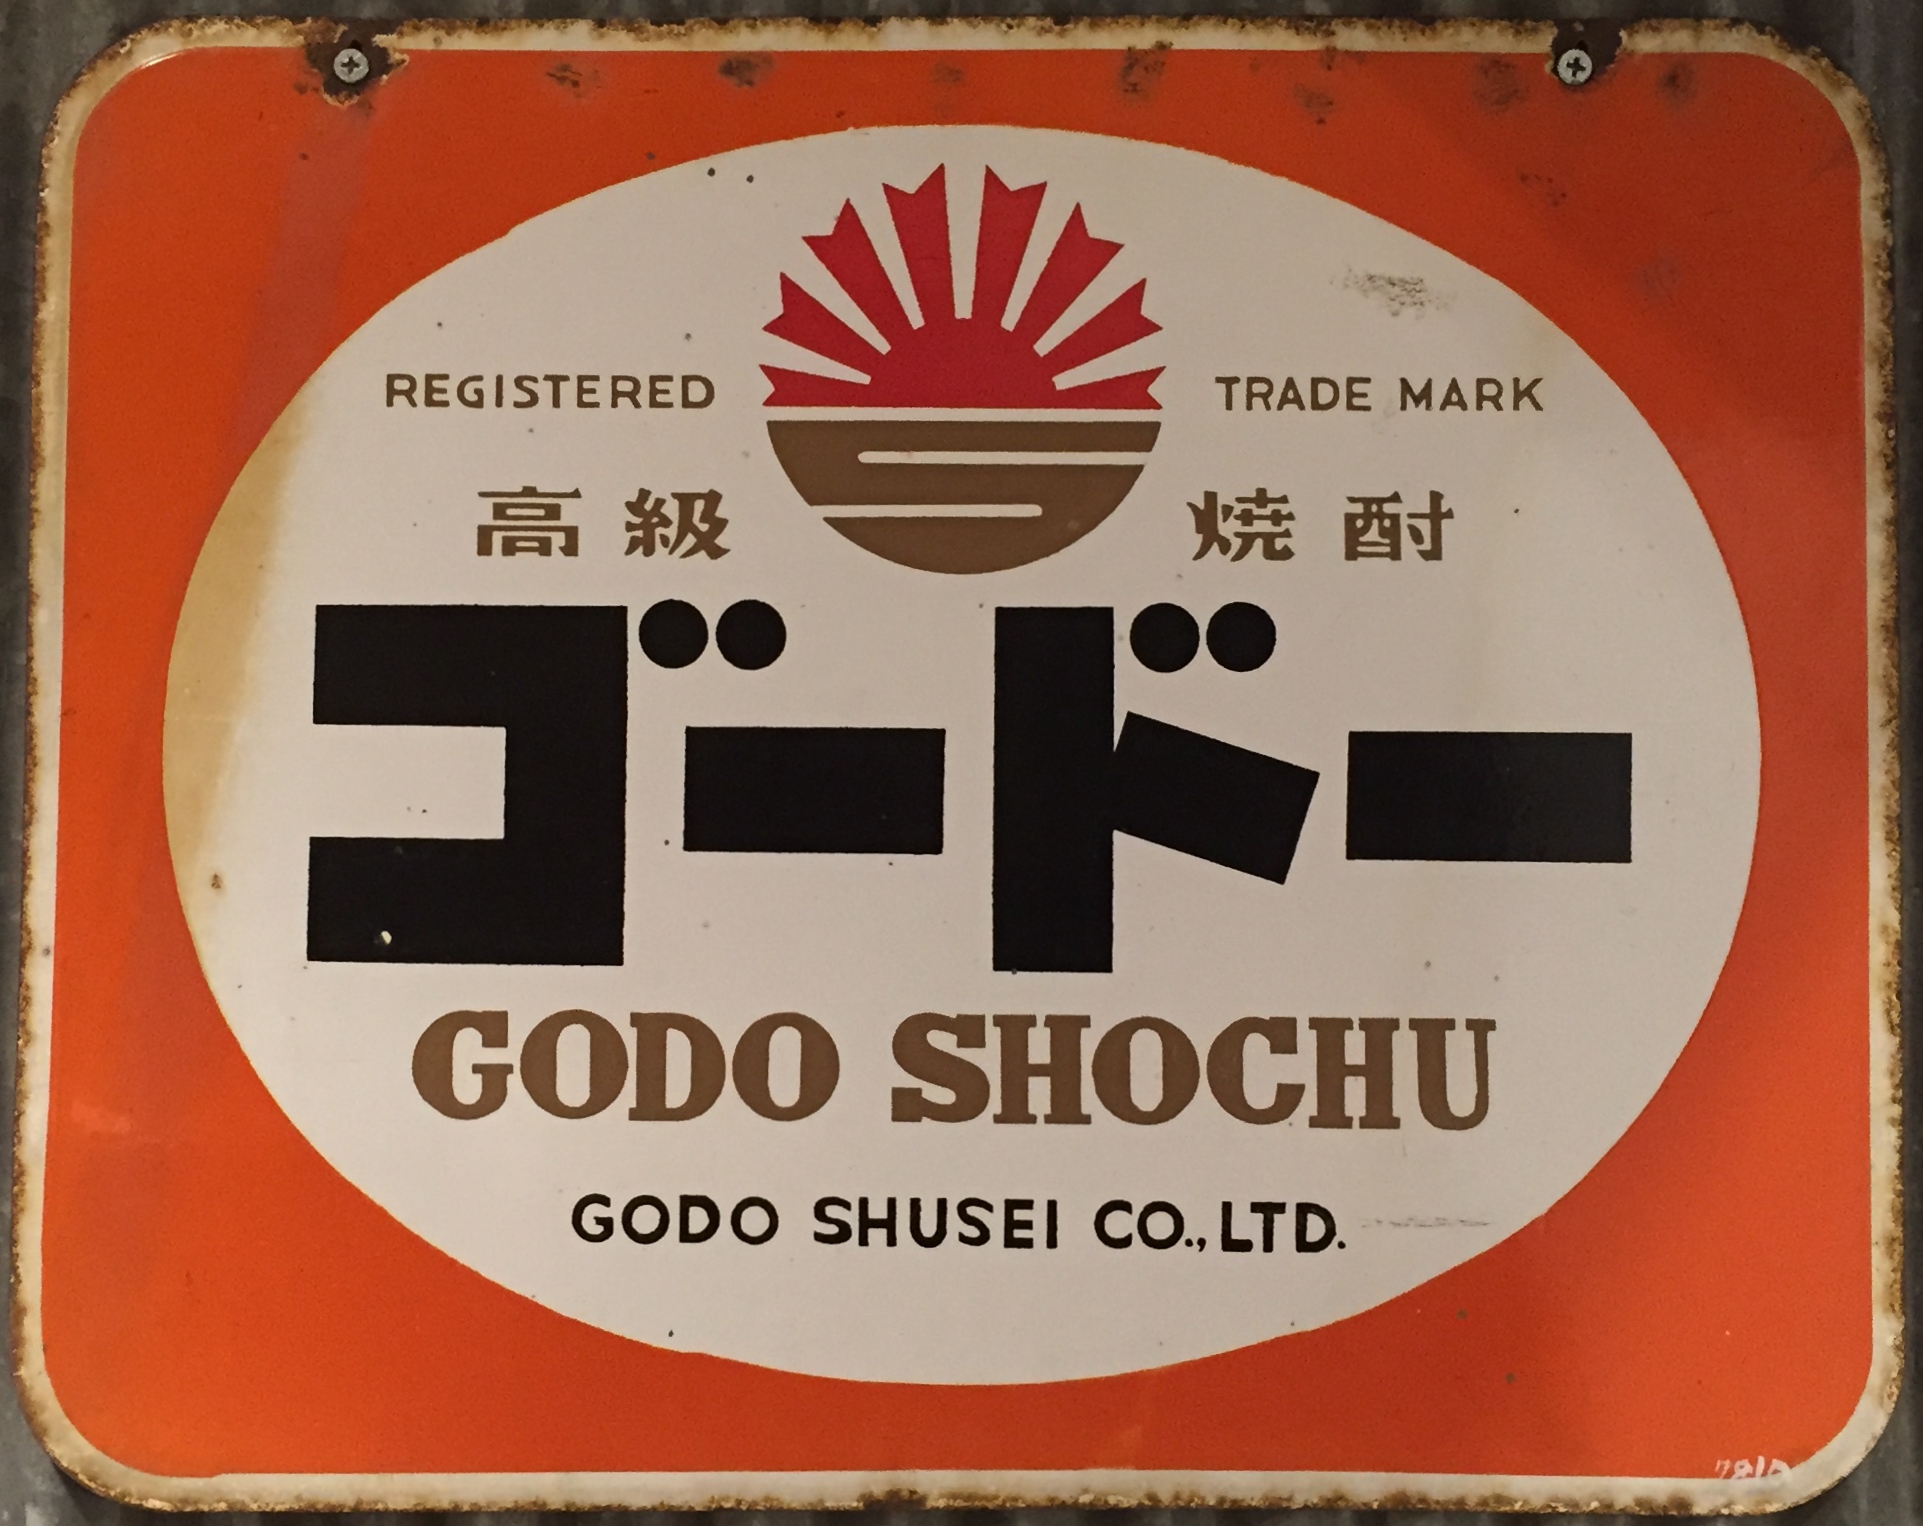 REGISTERED TRADE MARK
高級 焼酎
ゴードー
GODO SHOCHU
GODO SHUSEI CO., LTD.